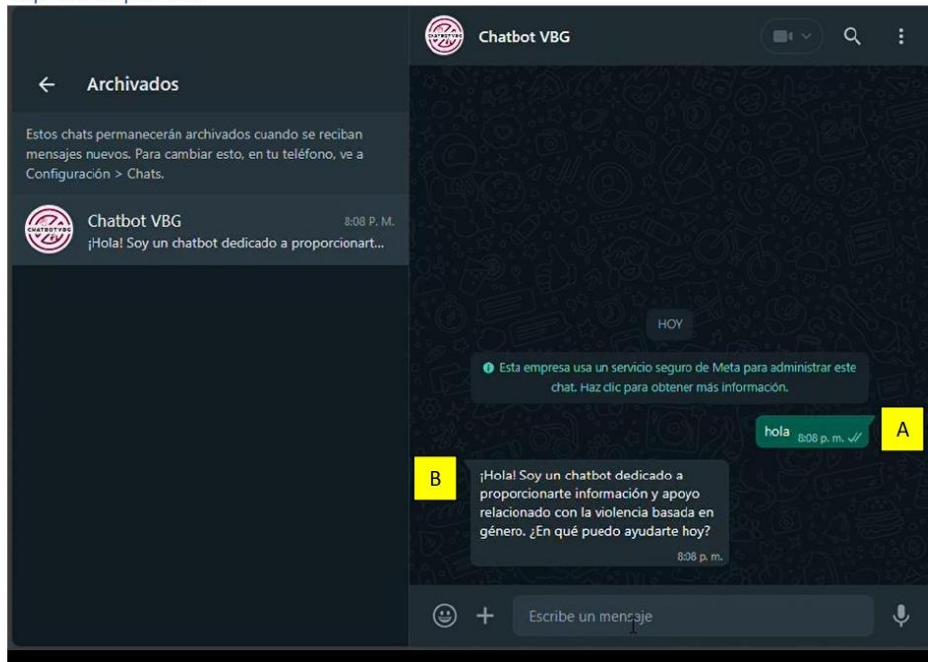 Archivados
Estos chats permanecerán archivados cuando se reciban
mensajes nuevos. Para cambiar esto, en tu teléfono, ve a
Configuración > Chats.
CHATBOTVBG
Chatbot VBG
8:08 P. M.
¡Hola! Soy un chatbot dedicado a proporcionart...
CHATBOTVBG
Chatbot VBG
HOY
Esta empresa usa un servicio seguro de Meta para administrar este
chat. Haz clic para obtener más información.
hola 8:08 p. m.
A
B
¡Hola! Soy un chatbot dedicado a
proporcionarte información y apoyo
relacionado con la violencia basada en
género. ¿En qué puedo ayudarte hoy?
8:08 p. m.
Escribe un mensaje